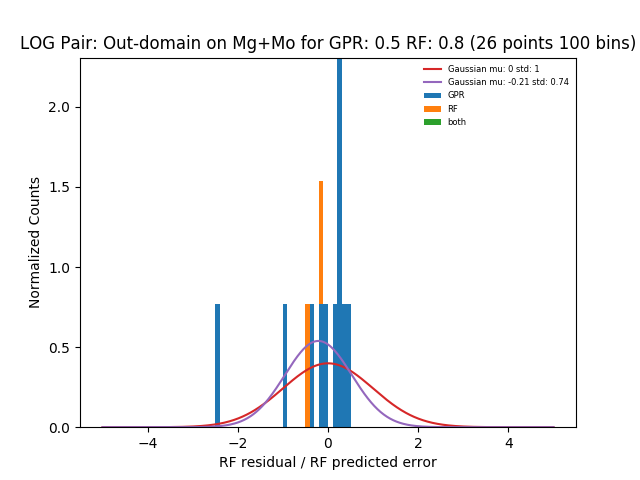 LOG Pair: Out-domain on Mg+Mo for GPR: 0.5 RF: 0.8 (26 points 100 bins)
Gaussian mu: 0 std: 1
Gaussian mu: -0.21 std: 0.74
GPR
RF
both
Normalized Counts
2.0
1.5
1.0
0.5
0.0
−4
−2
0
2
4
RF residual / RF predicted error